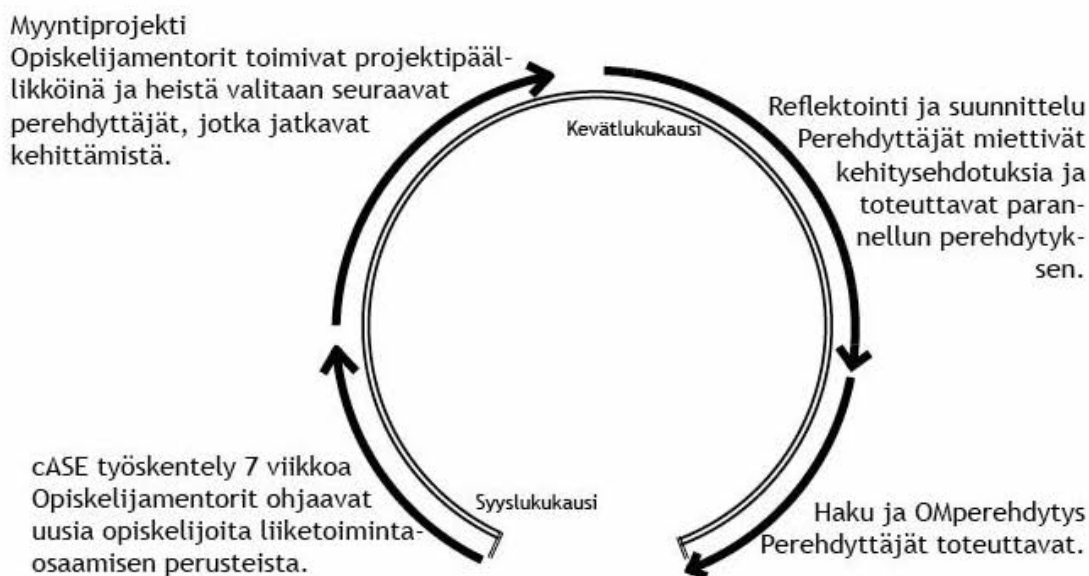 Myyntiprojekti
Opiskelijamentorit toimivat projektipääl-
likköinä ja heistä valitaan seuraavat
perehdyttäjät, jotka jatkavat
kehittämistä.
Kevätlukukausi
Reflektointi ja suunnittelu
Perehdyttäjät miettivät
kehitysehdotuksia ja
toteuttavat paran-
nellun perehdytyk-
sen.
cASE työskentely 7 viikkoa
Opiskelijamentorit ohjaavat
uusia opiskelijoita liiketoiminta-
osaamisen perusteista.
Syyslukukausi
Haku ja OMperehdytys
Perehdyttäjät toteuttavat.